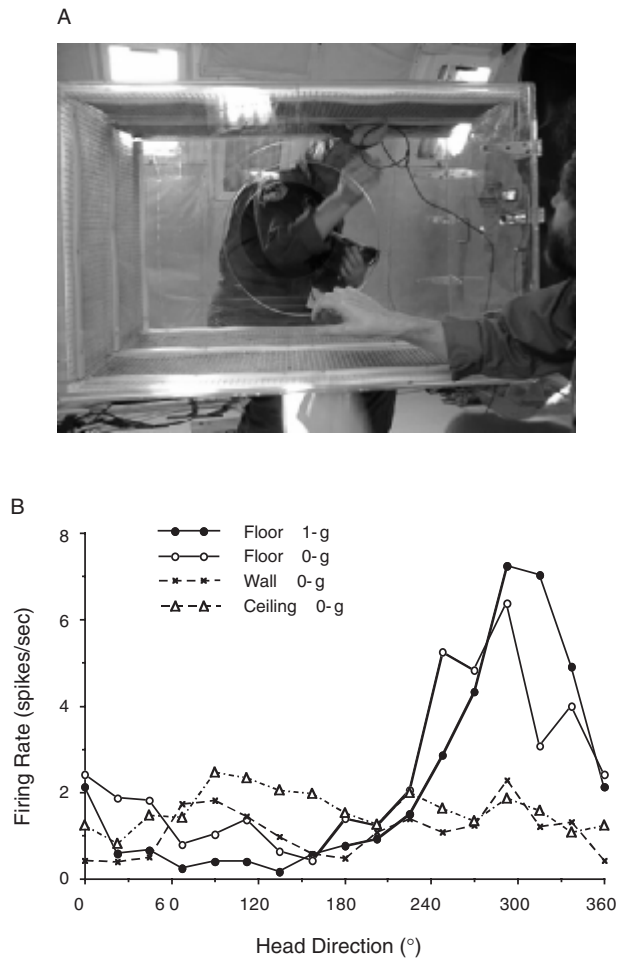 A
B
8
6
4
2
0
Firing Rate (spikes/sec)
Floor 1-g
Floor 0-g
Wall 0-g
Ceiling 0-g
0 60 120 180 240 300 360
Head Direction (°)